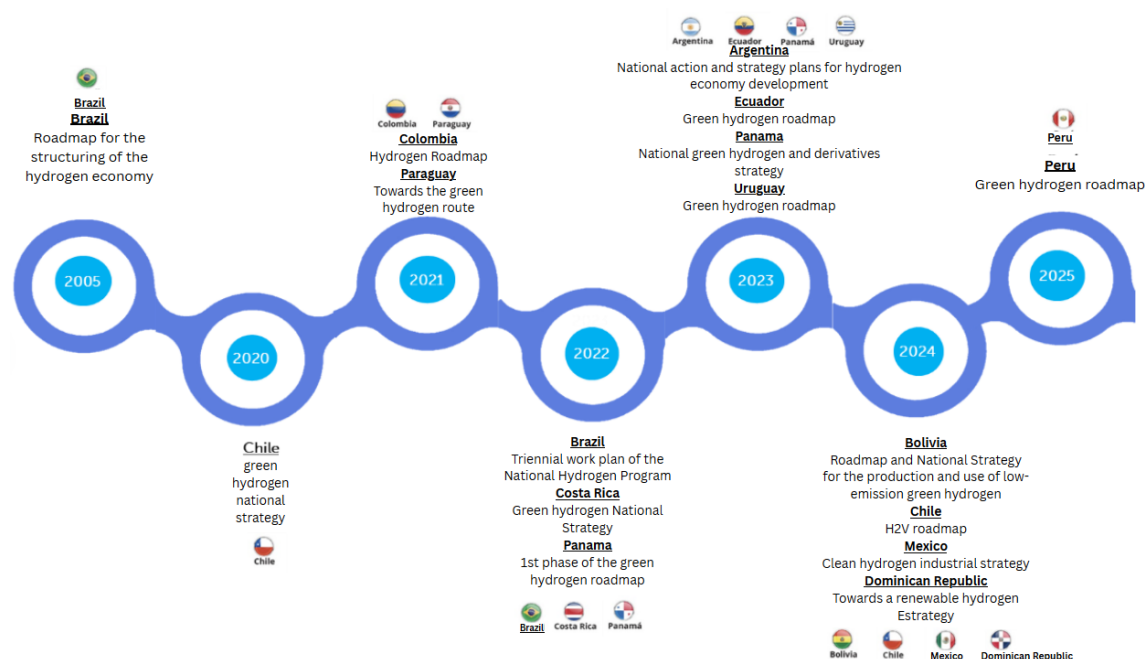 Brazil
Brazil
Roadmap for the
structuring of the
hydrogen economy
2005
2020
Chile
green
hydrogen
national
strategy
Chile
Colombia Paraguay
Colombia
Hydrogen Roadmap
Paraguay
Towards the green
hydrogen route
2021
2022
Brazil
Triennial work plan of the
National Hydrogen Program
Costa Rica
Green hydrogen National
Strategy
Panama
1st phase of the green
hydrogen roadmap
Brazil Costa Rica Panamá
Argentina Ecuador Panamá Uruguay
Argentina
National action and strategy plans for hydrogen
economy development
Ecuador
Green hydrogen roadmap
Panama
National green hydrogen and derivatives
strategy
Uruguay
Green hydrogen roadmap
2023
2024
Bolivia
Roadmap and National Strategy
for the production and use of low-
emission green hydrogen
Chile
H2V roadmap
Mexico
Clean hydrogen industrial strategy
Dominican Republic
Towards a renewable hydrogen
Estrategy
Bolivia Chile Mexico Dominican Republic
Peru
Peru
Green hydrogen roadmap
2025